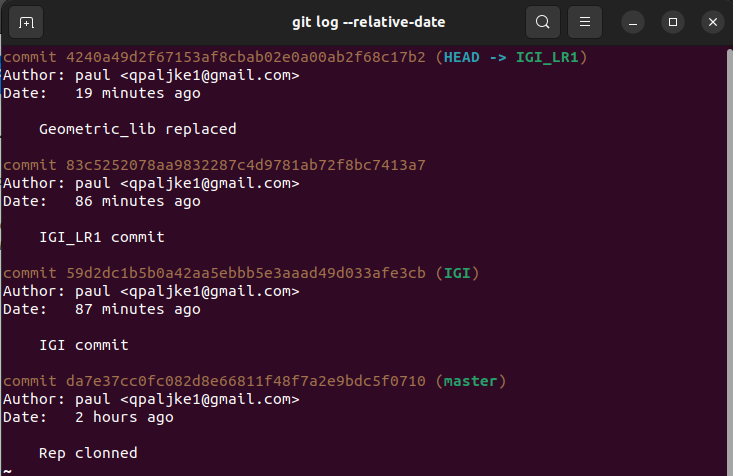 git log --relative-date
commit 4240a49d2f67153af8cbab02e0a00ab2f68c17b2 (HEAD -> IGI_LR1)
Author: paul <qpaljke1@gmail.com>
Date:   19 minutes ago
Geometric_lib replaced
commit 83c5252078aa9832287c4d9781ab72f8bc7413a7
Author: paul <qpaljke1@gmail.com>
Date:   86 minutes ago
IGI_LR1 commit
commit 59d2dc1b5b0a42aa5ebbb5e3aaad49d033afe3cb (IGI)
Author: paul <qpaljke1@gmail.com>
Date:   87 minutes ago
IGI commit
commit da7e37cc0fc082d8e66811f48f7a2e9bdc5f0710 (master)
Author: paul <qpaljke1@gmail.com>
Date:   2 hours ago
Rep clonned
~